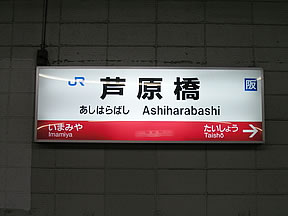 JR 芦原橋 阪
あしはらばし Ashiharabashi
いまみや たいしょう
Imamiya Taishō